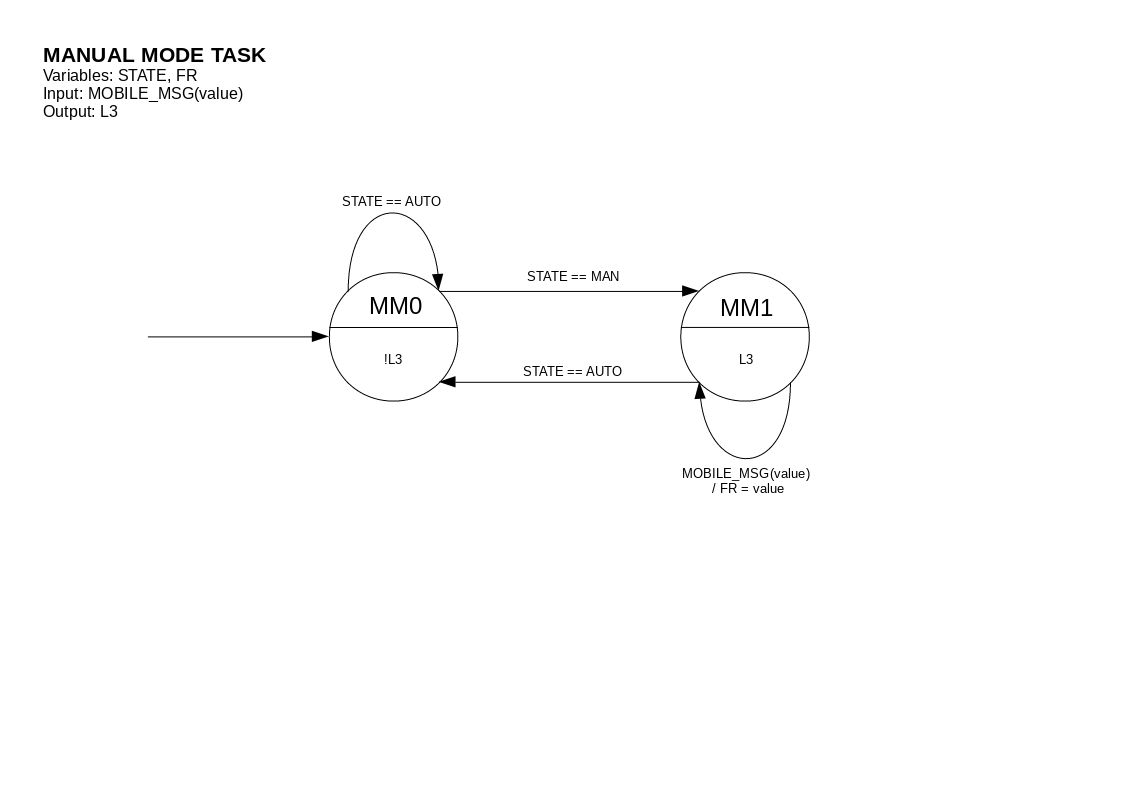 MANUAL MODE TASK
Variables: STATE, FR
Input: MOBILE_MSG(value)
Output: L3
STATE == AUTO
STATE == MAN
MM0
MM1
!L3
L3
STATE == AUTO
MOBILE_MSG(value)
/ FR = value